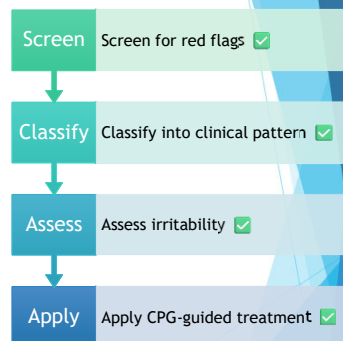 Screen Screen for red flags ✅
Classify Classify into clinical pattern ✅
Assess Assess irritability ✅
Apply Apply CPG-guided treatment ✅